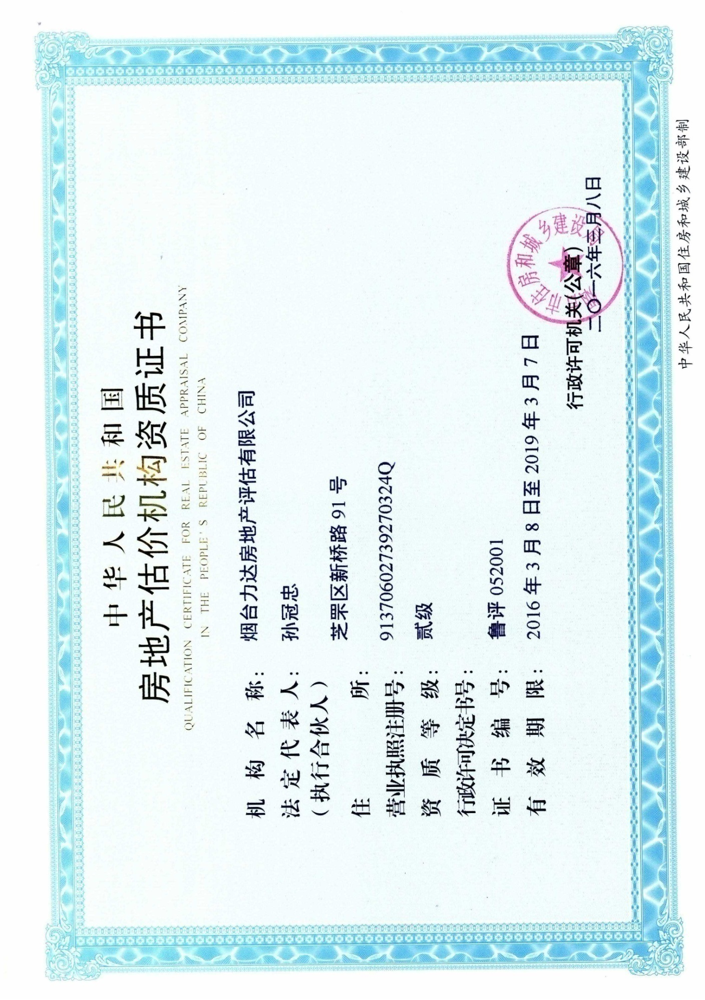 中华人民共和国
房地产估价机构资质证书
QUALIFICATION CERTIFICATE FOR REAL ESTATE APPRAISAL COMPANY
IN THE PEOPLE'S REPUBLIC OF CHINA
机构名称： 烟台力达房地产评估有限公司
法定代表人： 孙冠忠
（执行合伙人）
住所： 芝罘区新桥路 91 号
营业执照注册号： 91370602739270324Q
资质等级： 贰级
行政许可决定书号：
证书编号： 鲁评 052001
有效期限： 2016 年 3 月 8 日至 2019 年 3 月 7 日
市住房和城乡建设
行政许可机关（公章）
二〇一六年三月八日
中华人民共和国住房和城乡建设部制